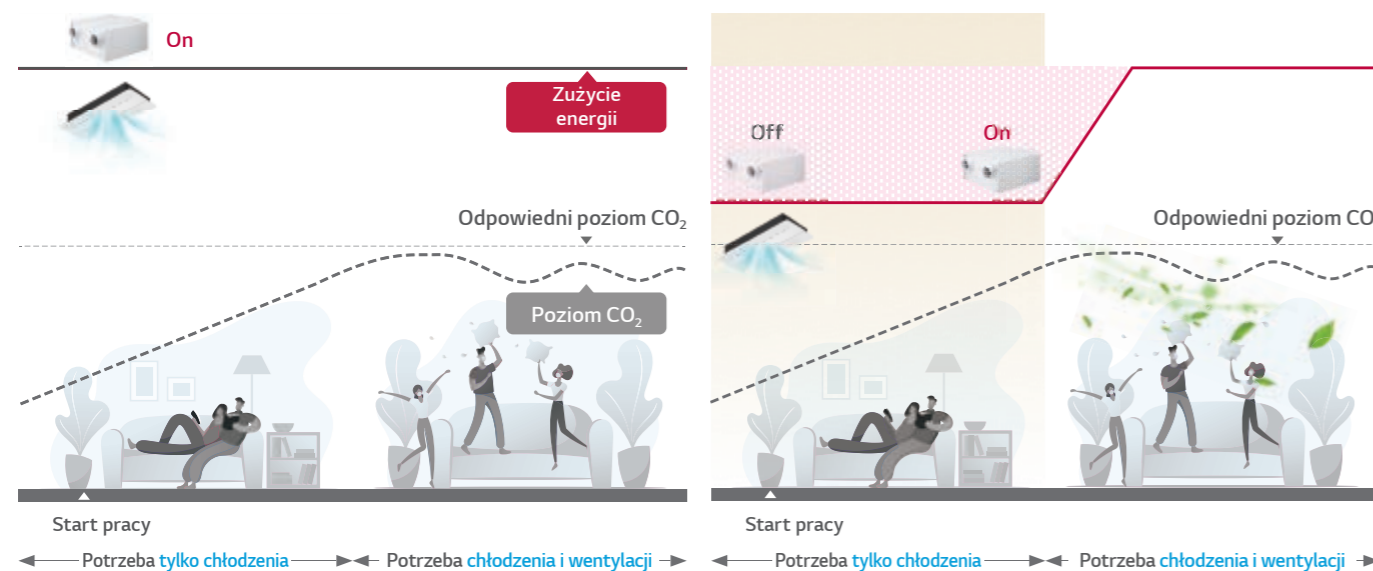 On
Zużycie
energii
Odpowiedni poziom CO₂
Poziom CO₂
Start pracy
Potrzeba tylko chłodzenia
Potrzeba chłodzenia i wentylacji
Off
On
Odpowiedni poziom CO
Start pracy
Potrzeba tylko chłodzenia
Potrzeba chłodzenia i wentylacji